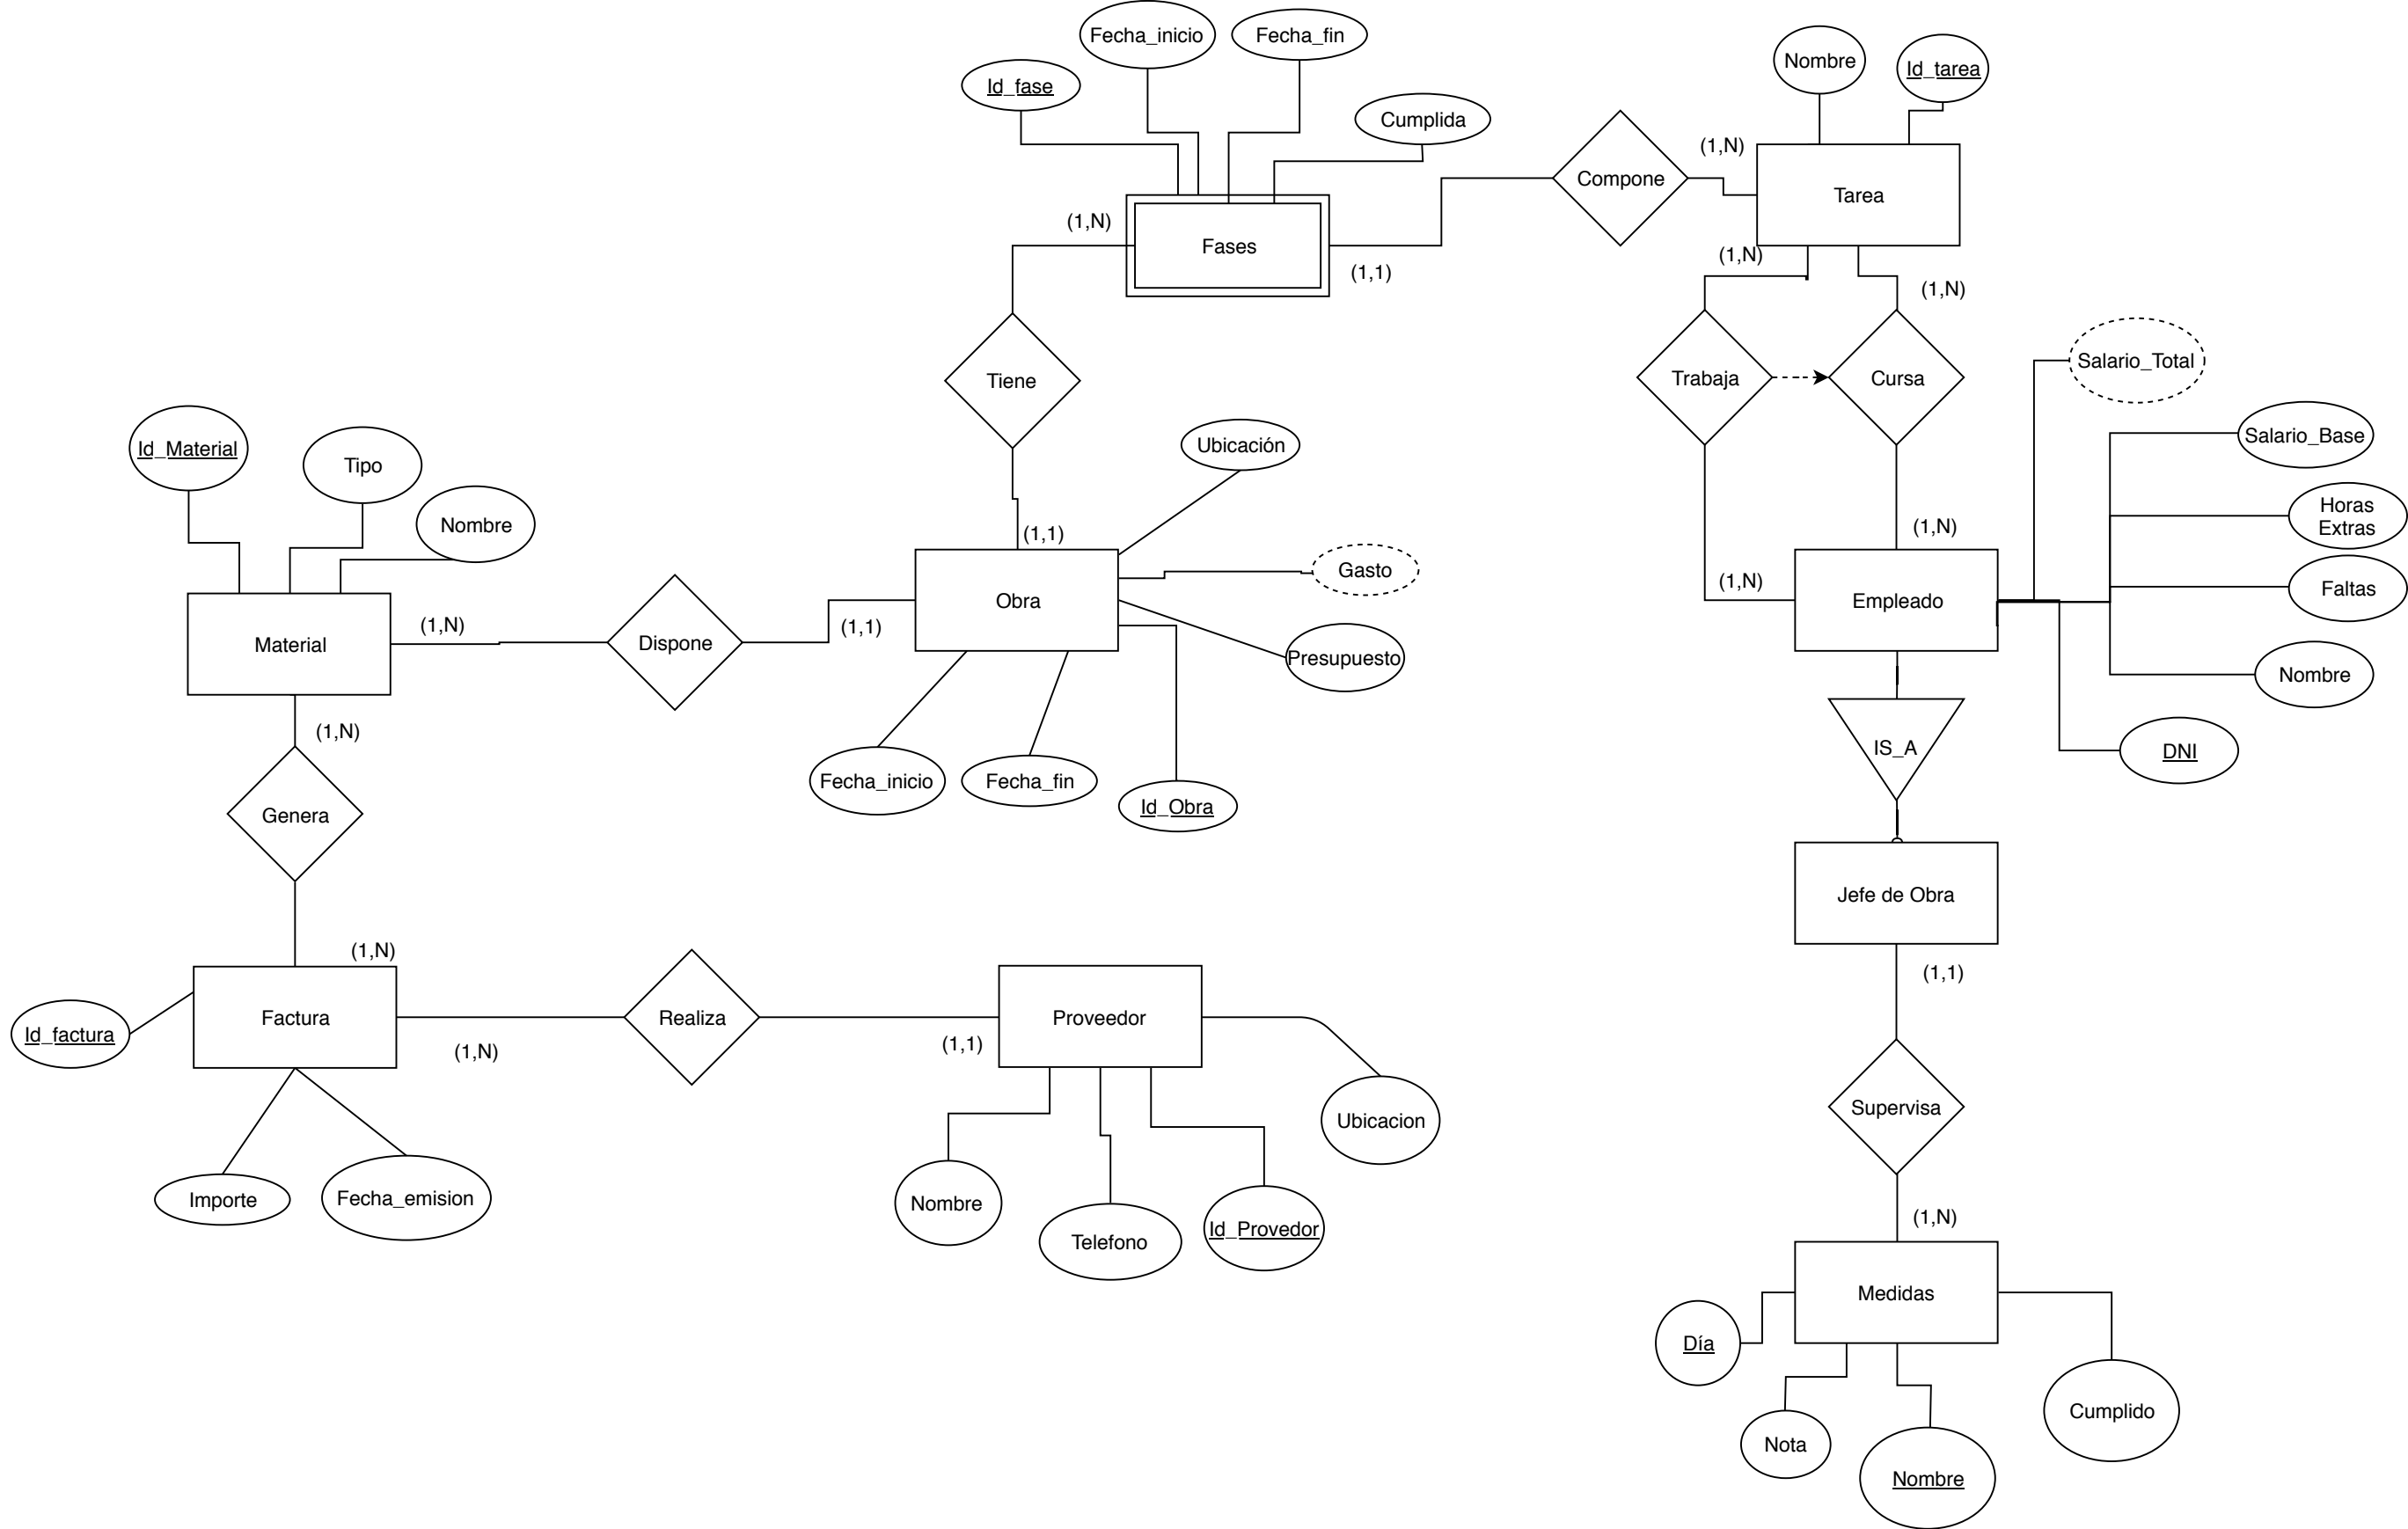 Fecha_inicio
Fecha_fin
Id_fase
Cumplida
Nombre
Id_tarea
(1,N)
Compone
Tarea
(1,N)
Fases
(1,1)
(1,N)
(1,N)
Tiene
Trabaja
Cursa
Salario_Total
Ubicación
Salario_Base
Id_Material
Tipo
Nombre
Horas
Extras
(1,1)
(1,N)
Gasto
(1,N)
Faltas
Obra
Empleado
(1,N)
(1,1)
Material
Dispone
Presupuesto
Nombre
(1,N)
IS_A
DNI
Fecha_inicio
Fecha_fin
Id_Obra
Genera
Jefe de Obra
(1,N)
(1,1)
Factura
Realiza
Proveedor
Id_factura
(1,N)
(1,1)
Supervisa
Ubicacion
Importe
Fecha_emision
Nombre
Telefono
Id_Provedor
(1,N)
Medidas
Día
Nota
Nombre
Cumplido